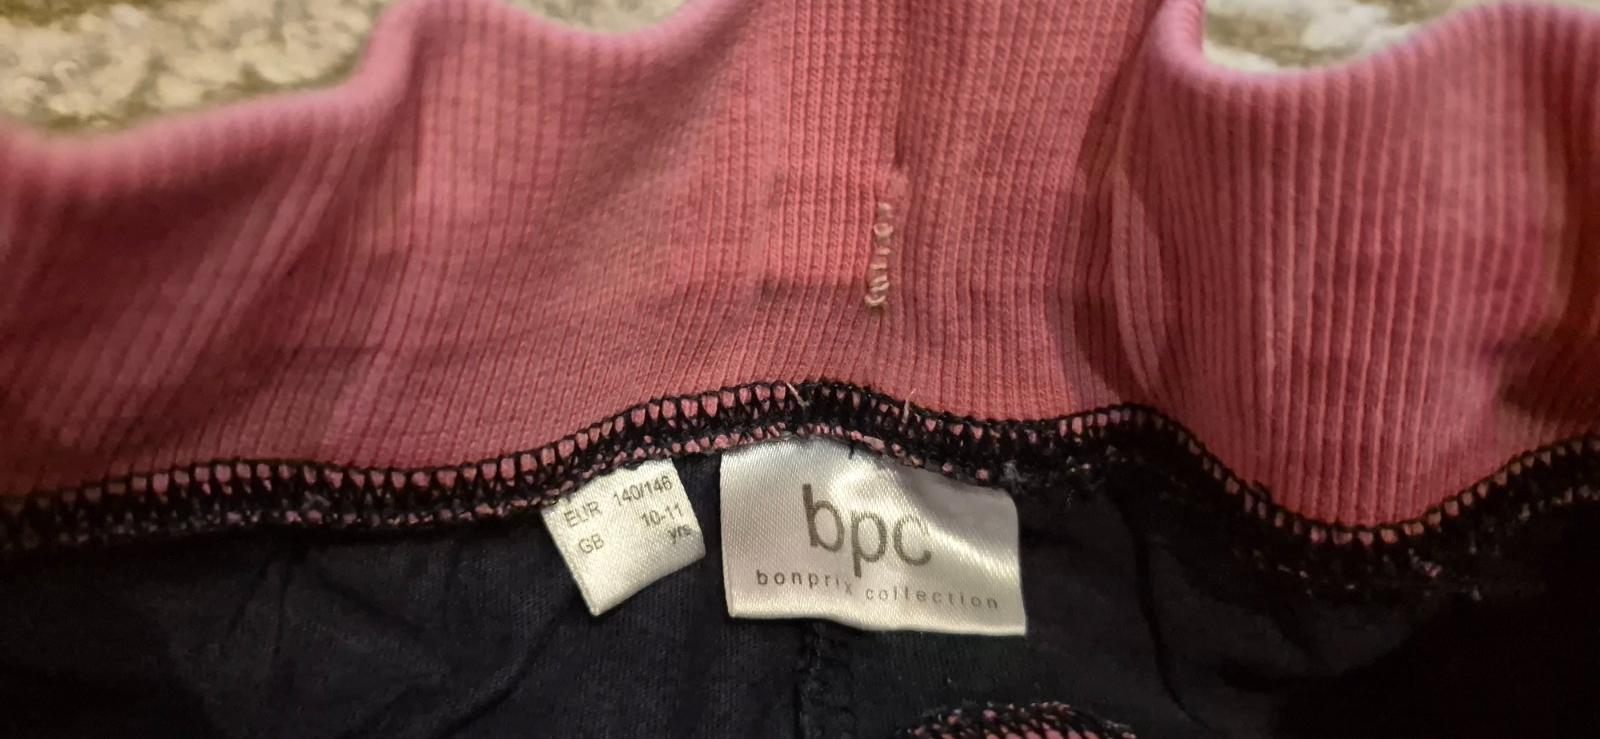 EUR 140/146
GB 10-11
yrs
bpc
bonprix collection